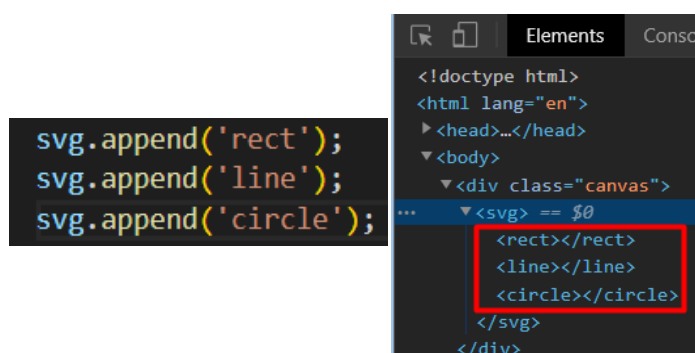 svg.append('rect');
svg.append('line');
svg.append('circle');
Elements
<!doctype html>
<html lang="en">
▶<head>…</head>
▼<body>
▼<div class="canvas">
▼<svg> == $0
<rect></rect>
<line></line>
<circle></circle>
</svg>
</div>